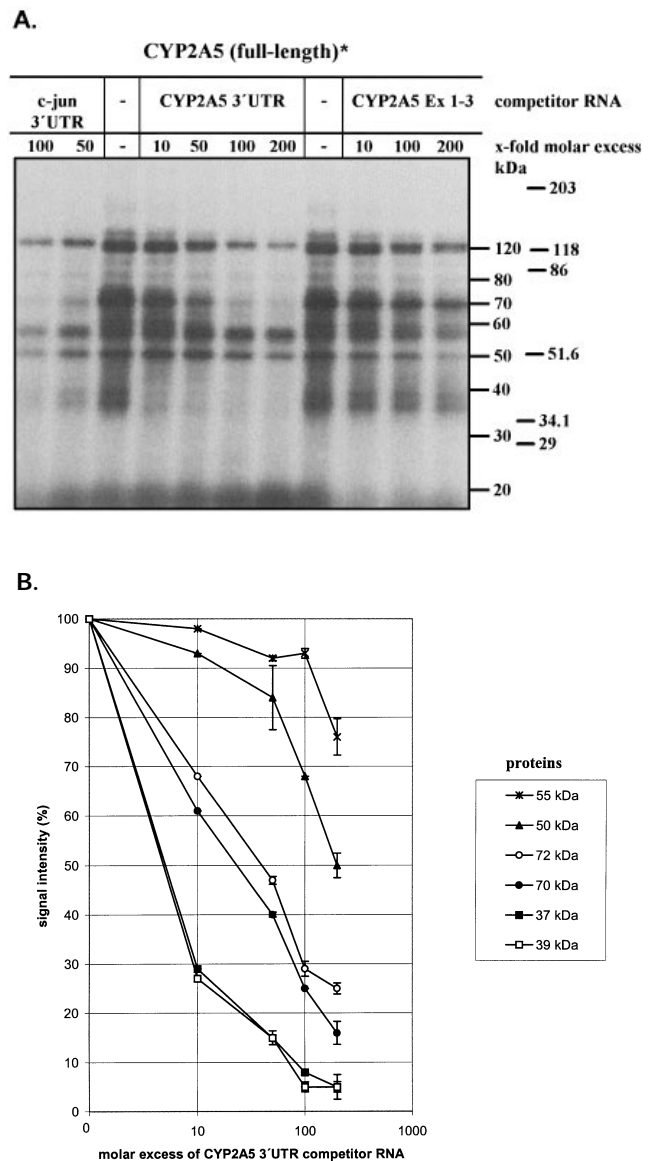 A.
CYP2A5 (full-length)*
c-jun 3´UTR - CYP2A5 3´UTR - CYP2A5 Ex 1-3 competitor RNA
100 50 - 10 50 100 200 - 10 100 200 x-fold molar excess
kDa
203
120 118
86
80
70
60
50 51.6
40
34.1
30
29
20
B.
100
90
80
70
60
50
40
30
20
10
0
signal intensity (%)
0 10 100 1000
molar excess of CYP2A5 3´UTR competitor RNA
proteins
55 kDa
50 kDa
72 kDa
70 kDa
37 kDa
39 kDa